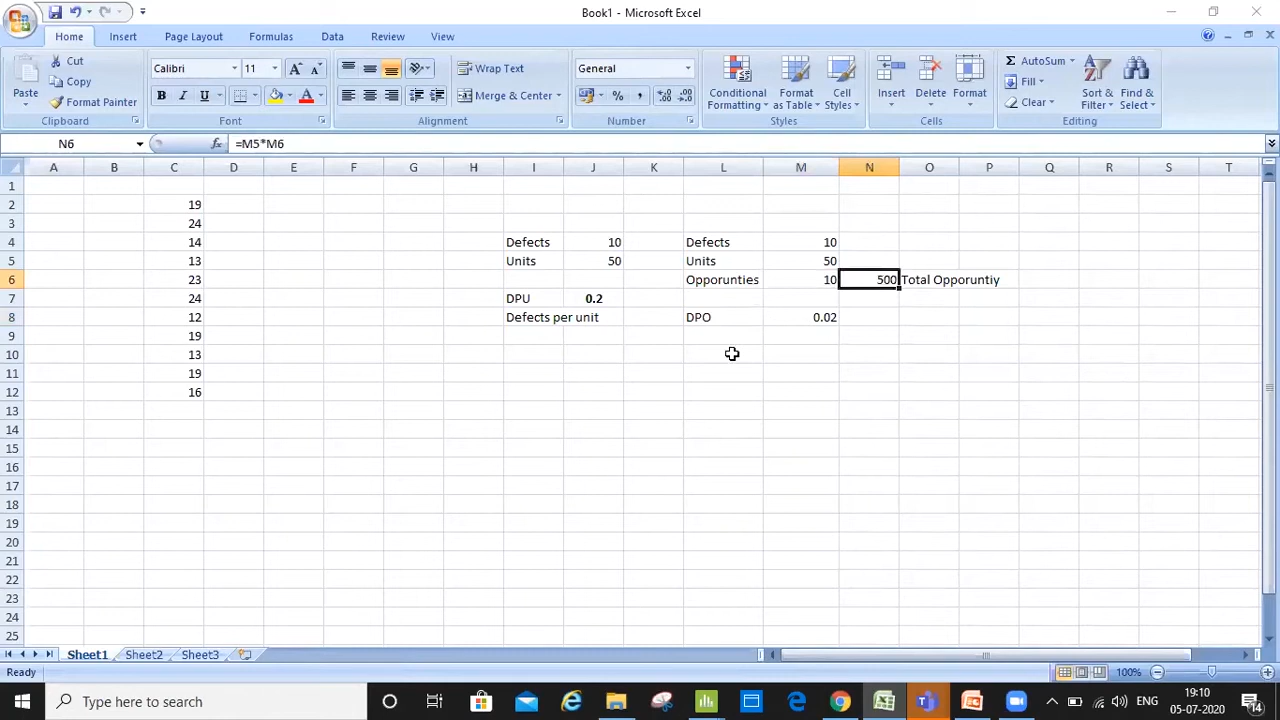 Book1 - Microsoft Excel
Home Insert Page Layout Formulas Data Review View
Paste
Cut
Copy
Format Painter
Clipboard
Calibri 11
B I U
Font
Wrap Text
Merge & Center
Alignment
General
% ,
Number
Conditional Formatting
Format as Table
Cell Styles
Styles
Insert Delete Format
Cells
Σ AutoSum
Fill
Clear
Sort & Filter
Find & Select
Editing
N6 fx =M5*M6
A B C D E F G H I J K L M N O P Q R S T
1
2 19
3 24
4 14 Defects 10 Defects 10
5 13 Units 50 Units 50
6 23 Opporunties 10 500 Total Opporuntiy
7 24 DPU 0.2
8 12 Defects per unit DPO 0.02
9 19
10 13
11 19
12 16
13
14
15
16
17
18
19
20
21
22
23
24
25
Sheet1 Sheet2 Sheet3
Ready 100%
Type here to search
ENG
19:10
05-07-2020
14